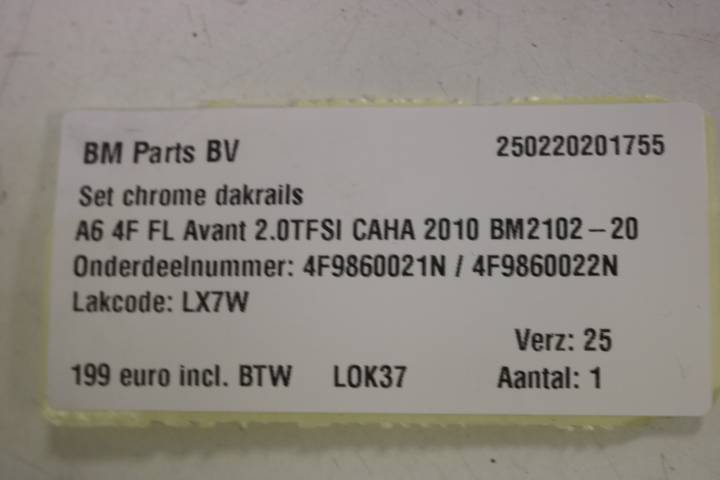 BM Parts BV 250220201755
Set chrome dakrails
A6 4F FL Avant 2.0TFSI CAHA 2010 BM2102-20
Onderdeelnummer: 4F9860021N / 4F9860022N
Lakcode: LX7W
Verz: 25
199 euro incl. BTW LOK37 Aantal: 1